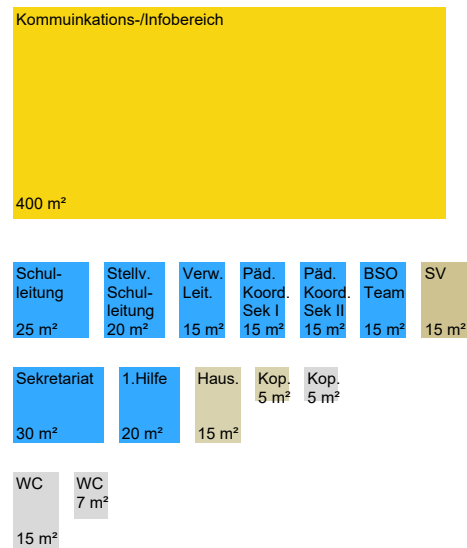 Kommuinkations-/Infobereich
400 m²
Schul-
leitung
25 m²
Stellv.
Schul-
leitung
20 m²
Verw.
Leit.
15 m²
Päd.
Koord.
Sek I
15 m²
Päd.
Koord.
Sek II
15 m²
BSO
Team
15 m²
SV
15 m²
Sekretariat
30 m²
1.Hilfe
20 m²
Haus.
15 m²
Kop.
5 m²
Kop.
5 m²
WC
15 m²
WC
7 m²